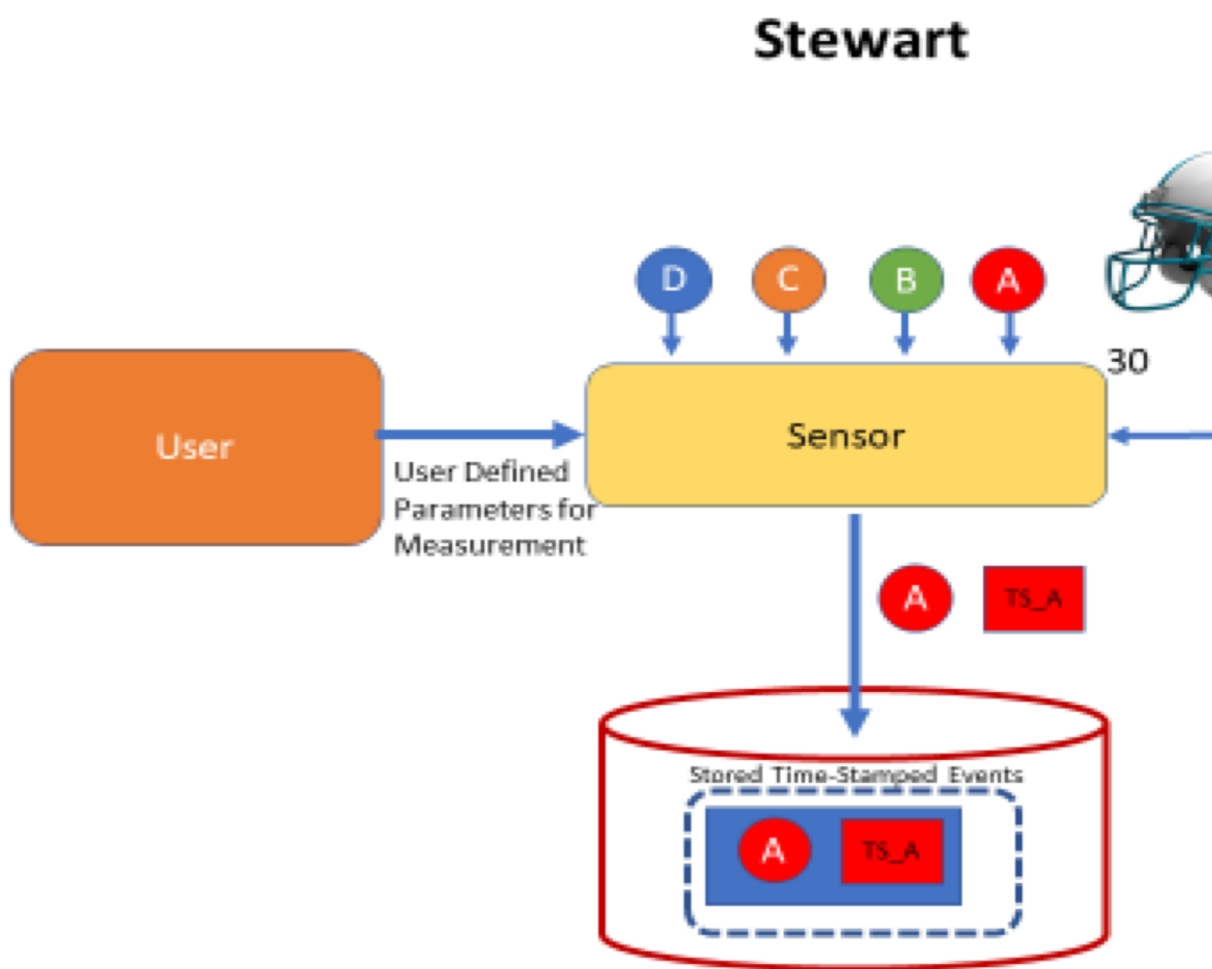 Stewart
D
C
B
A
30
User
Sensor
User Defined
Parameters for
Measurement
A
TS_A
Stored Time-Stamped Events
A
TS_A